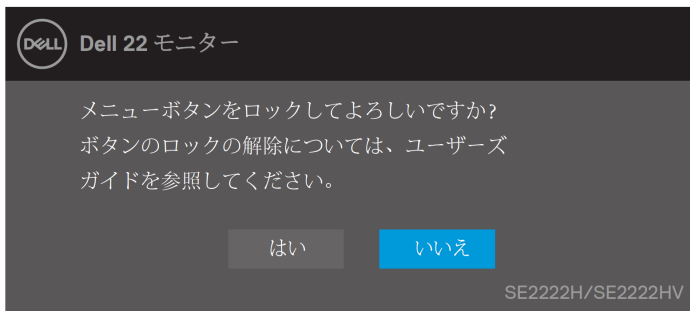 DELL
Dell 22 モニター
メニューボタンをロックしてよろしいですか?
ボタンのロックの解除については、ユーザーズ
ガイドを参照してください。
はい
いいえ
SE2222H/SE2222HV